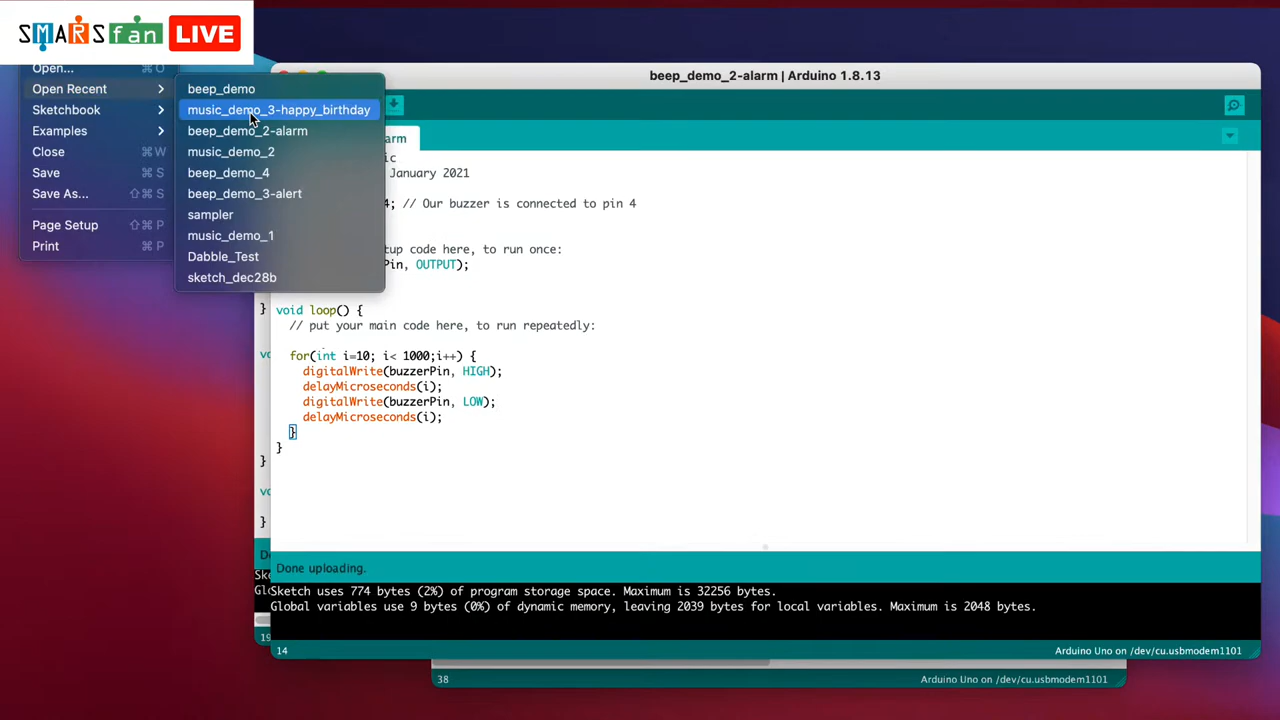 SMARSfan LIVE
Open... ⌘ O
Open Recent
Sketchbook
Examples
Close ⌘ W
Save ⌘ S
Save As... ⇧ ⌘ S
Page Setup ⇧ ⌘ P
Print ⌘ P
beep_demo
music_demo_3-happy_birthday
beep_demo_2-alarm
music_demo_2
beep_demo_4
beep_demo_3-alert
sampler
music_demo_1
Dabble_Test
sketch_dec28b
beep_demo_2-alarm | Arduino 1.8.13
arm
ic
January 2021
4; // Our buzzer is connected to pin 4
tup code here, to run once:
Pin, OUTPUT);
}
void loop() {
// put your main code here, to run repeatedly:
for(int i=10; i< 1000;i++) {
digitalWrite(buzzerPin, HIGH);
delayMicroseconds(i);
digitalWrite(buzzerPin, LOW);
delayMicroseconds(i);
}
}
vo
}
vo
}
Done uploading.
Sketch uses 774 bytes (2%) of program storage space. Maximum is 32256 bytes.
Global variables use 9 bytes (0%) of dynamic memory, leaving 2039 bytes for local variables. Maximum is 2048 bytes.
14 Arduino Uno on /dev/cu.usbmodem1101
38 Arduino Uno on /dev/cu.usbmodem1101